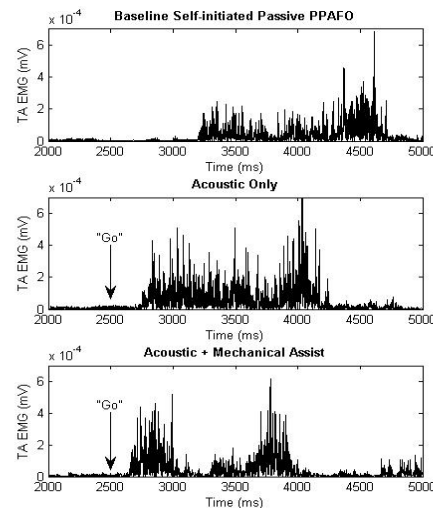 Baseline Self-initiated Passive PPAFO
x 10⁻⁴
6
4
2
0
TA EMG (mV)
2000 2500 3000 3500 4000 4500 5000
Time (ms)
Acoustic Only
x 10⁻⁴
6
4
2
0
TA EMG (mV)
"Go"
2000 2500 3000 3500 4000 4500 5000
Time (ms)
Acoustic + Mechanical Assist
x 10⁻⁴
6
4
2
0
TA EMG (mV)
"Go"
2000 2500 3000 3500 4000 4500 5000
Time (ms)